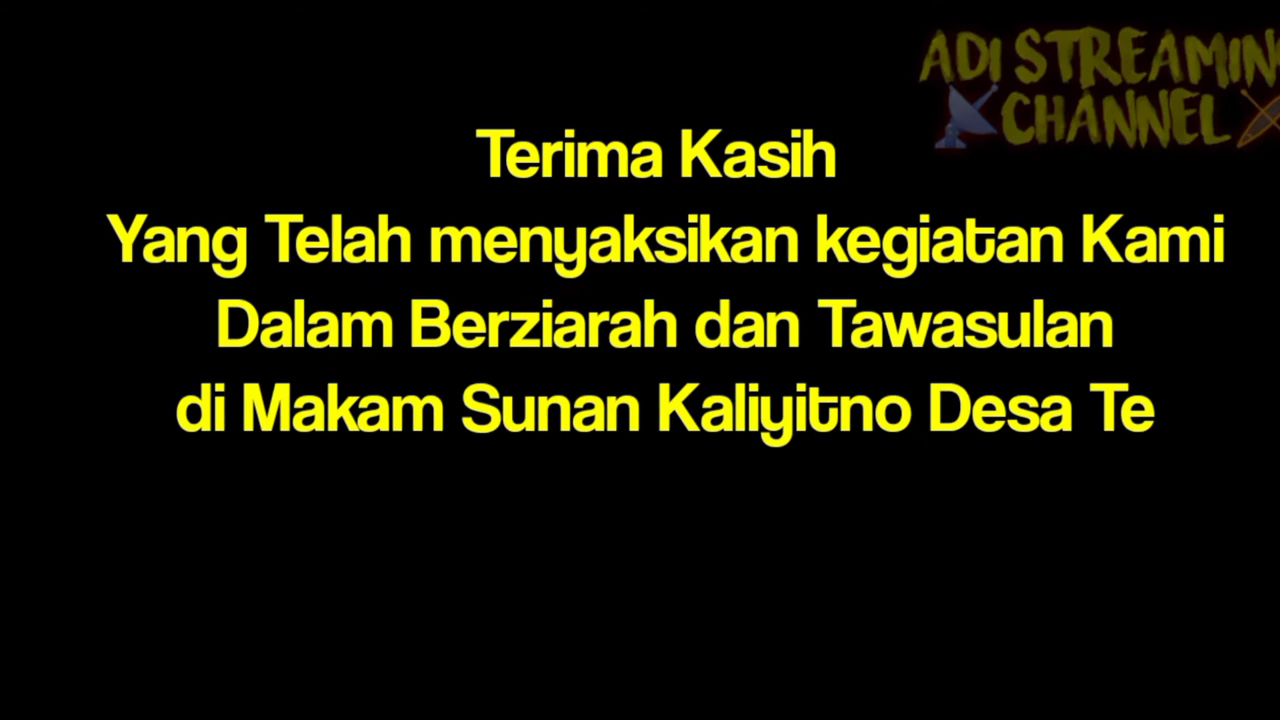 ADI STREAMIN
CHANNEL
Terima Kasih
Yang Telah menyaksikan kegiatan Kami
Dalam Berziarah dan Tawasulan
di Makam Sunan Kaliyitno Desa Te